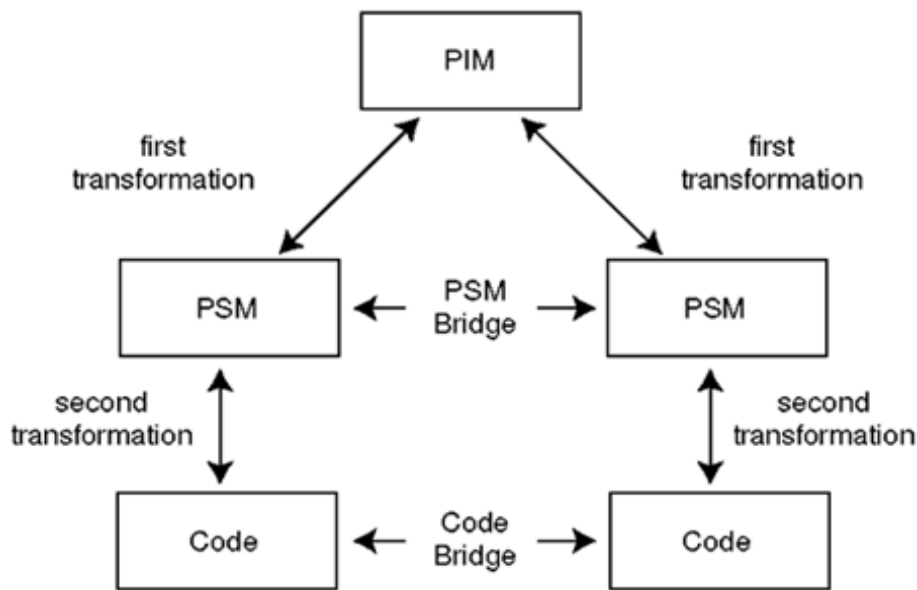 PIM
first
transformation
first
transformation
PSM
PSM
Bridge
PSM
second
transformation
second
transformation
Code
Code
Bridge
Code